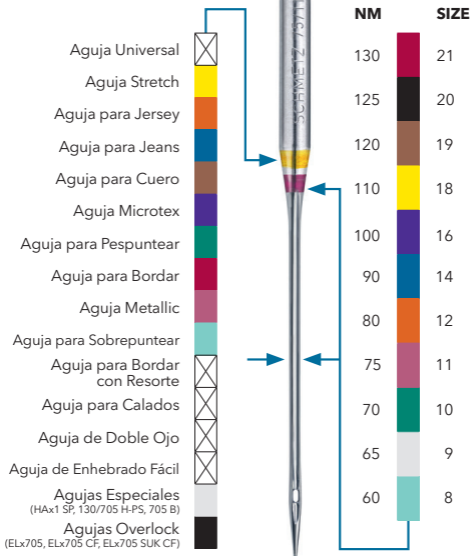 Aguja Universal
Aguja Stretch
Aguja para Jersey
Aguja para Jeans
Aguja para Cuero
Aguja Microtex
Aguja para Pespuntear
Aguja para Bordar
Aguja Metallic
Aguja para Sobrepuntear
Aguja para Bordar
con Resorte
Aguja para Calados
Aguja de Doble Ojo
Aguja de Enhebrado Fácil
Agujas Especiales
(HAx1 SP, 130/705 H-PS, 705 B)
Agujas Overlock
(ELx705, ELx705 CF, ELx705 SUK CF)
SCHMETZ
NM SIZE
130 21
125 20
120 19
110 18
100 16
90 14
80 12
75 11
70 10
65 9
60 8